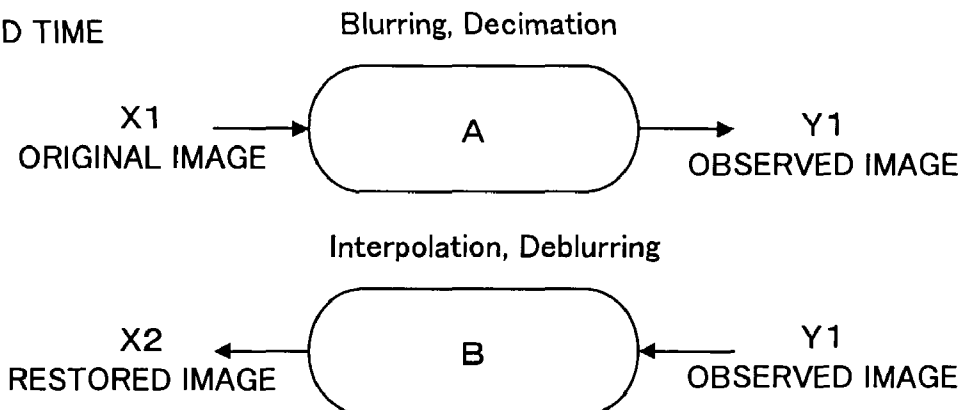 D TIME
Blurring, Decimation
X1
ORIGINAL IMAGE
A
Y1
OBSERVED IMAGE
Interpolation, Deblurring
X2
RESTORED IMAGE
B
Y1
OBSERVED IMAGE